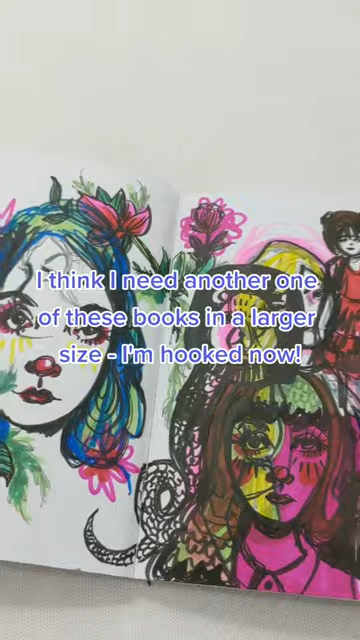 I think I need another one
of these books in a larger
size - I'm hooked now!